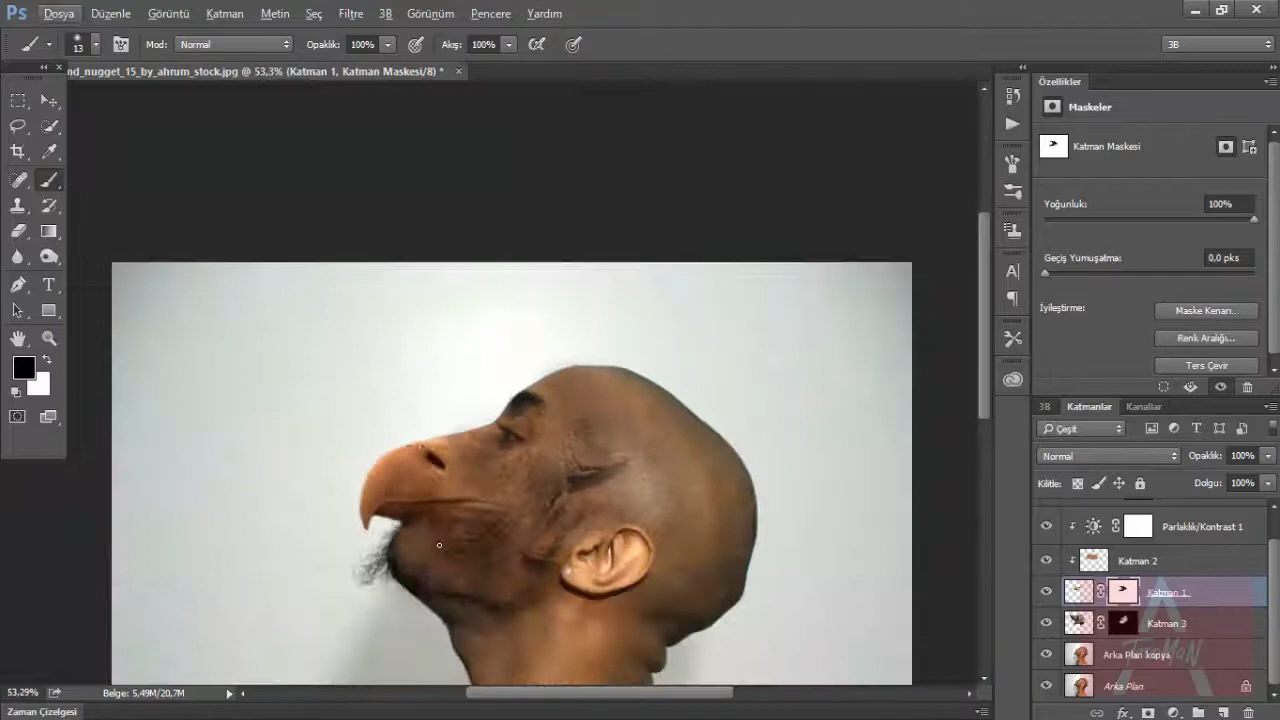 Ps Dosya Düzenle Görüntü Katman Metin Seç Filtre 3B Görünüm Pencere Yardım
13 Mod: Normal Opaklık: 100% Akış: 100% 3B
nd_nugget_15_by_ahrum_stock.jpg @ 53,3% (Katman 1, Katman Maskesi/8) *
Özellikler
Maskeler
Katman Maskesi
Yoğunluk: 100%
Geçiş Yumuşatma: 0,0 pks
İyileştirme: Maske Kenarı...
Renk Aralığı...
Ters Çevir
3B Katmanlar Kanallar
Çeşit
Normal Opaklık: 100%
Kilitle: Dolgu: 100%
Parlaklık/Kontrast 1
Katman 2
Katman 1
Katman 3
Arka Plan kopya
Arka Plan
53,29% Belge: 5,49M/20,7M
Zaman Çizelgesi